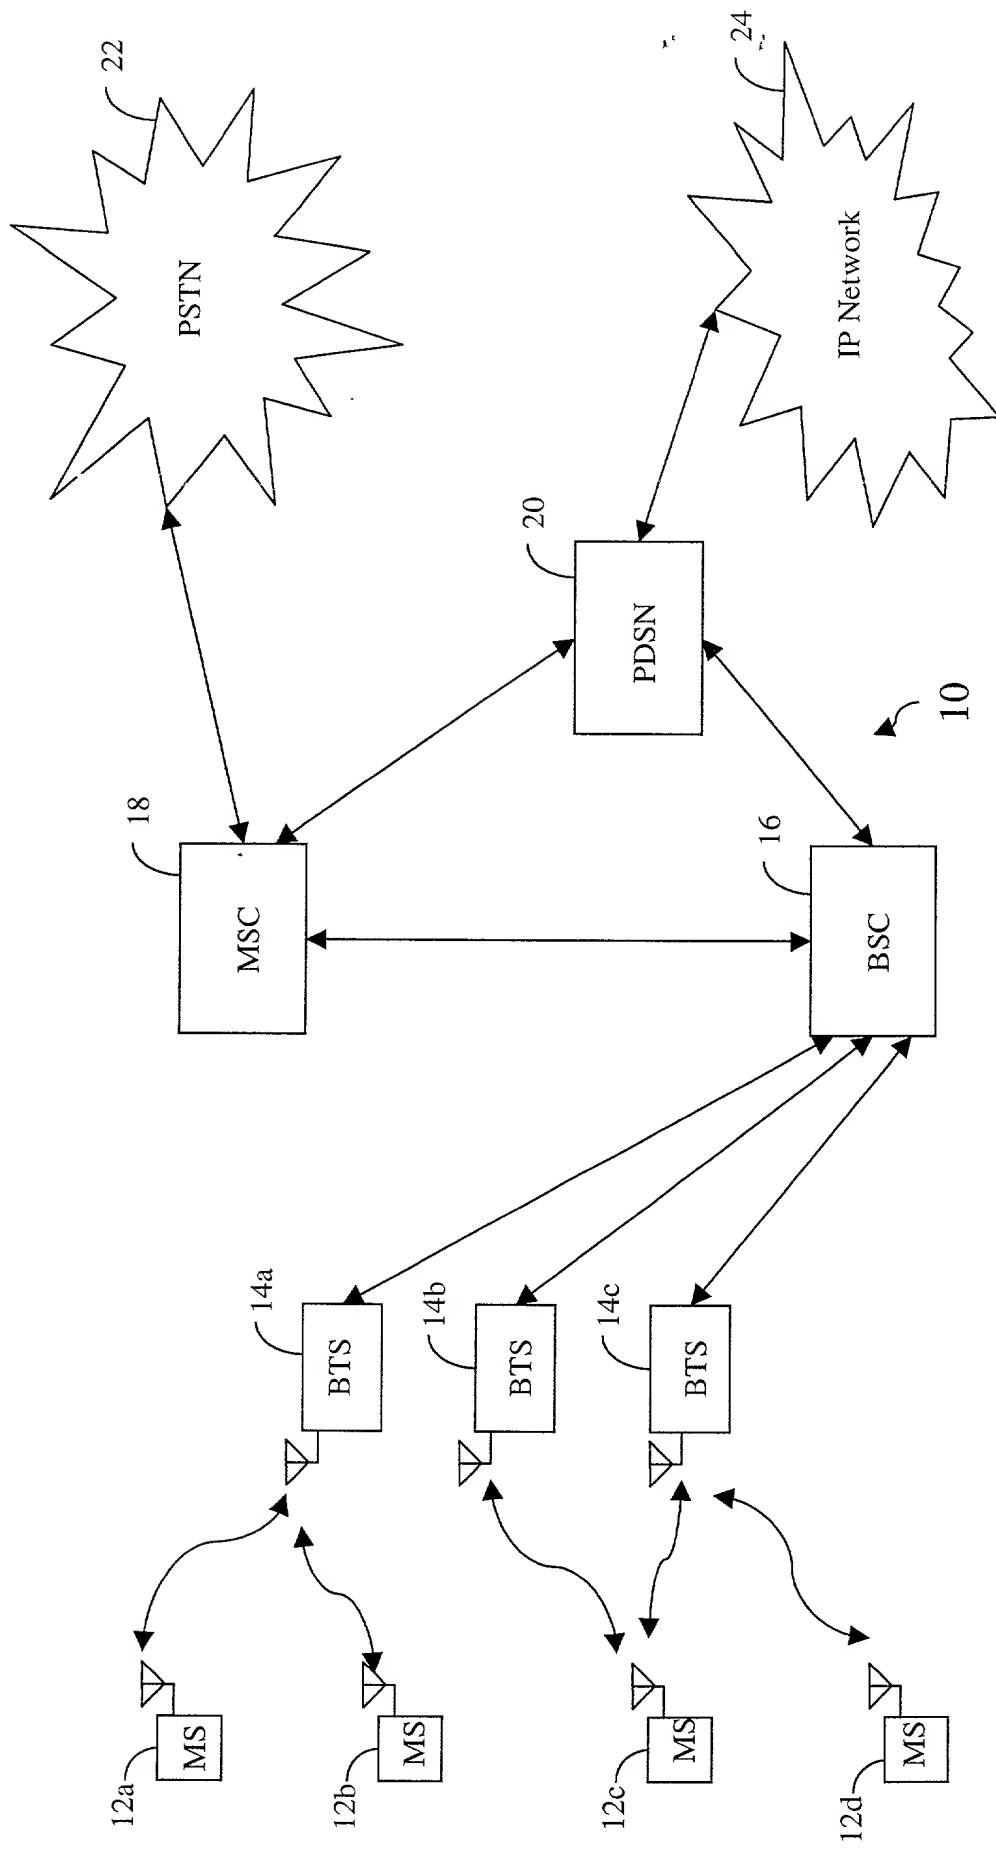 22
PSTN
24
IP Network
20
PDSN
18
MSC
16
BSC
10
14a
BTS
14b
BTS
14c
BTS
12a
MS
12b
MS
12c
MS
12d
MS